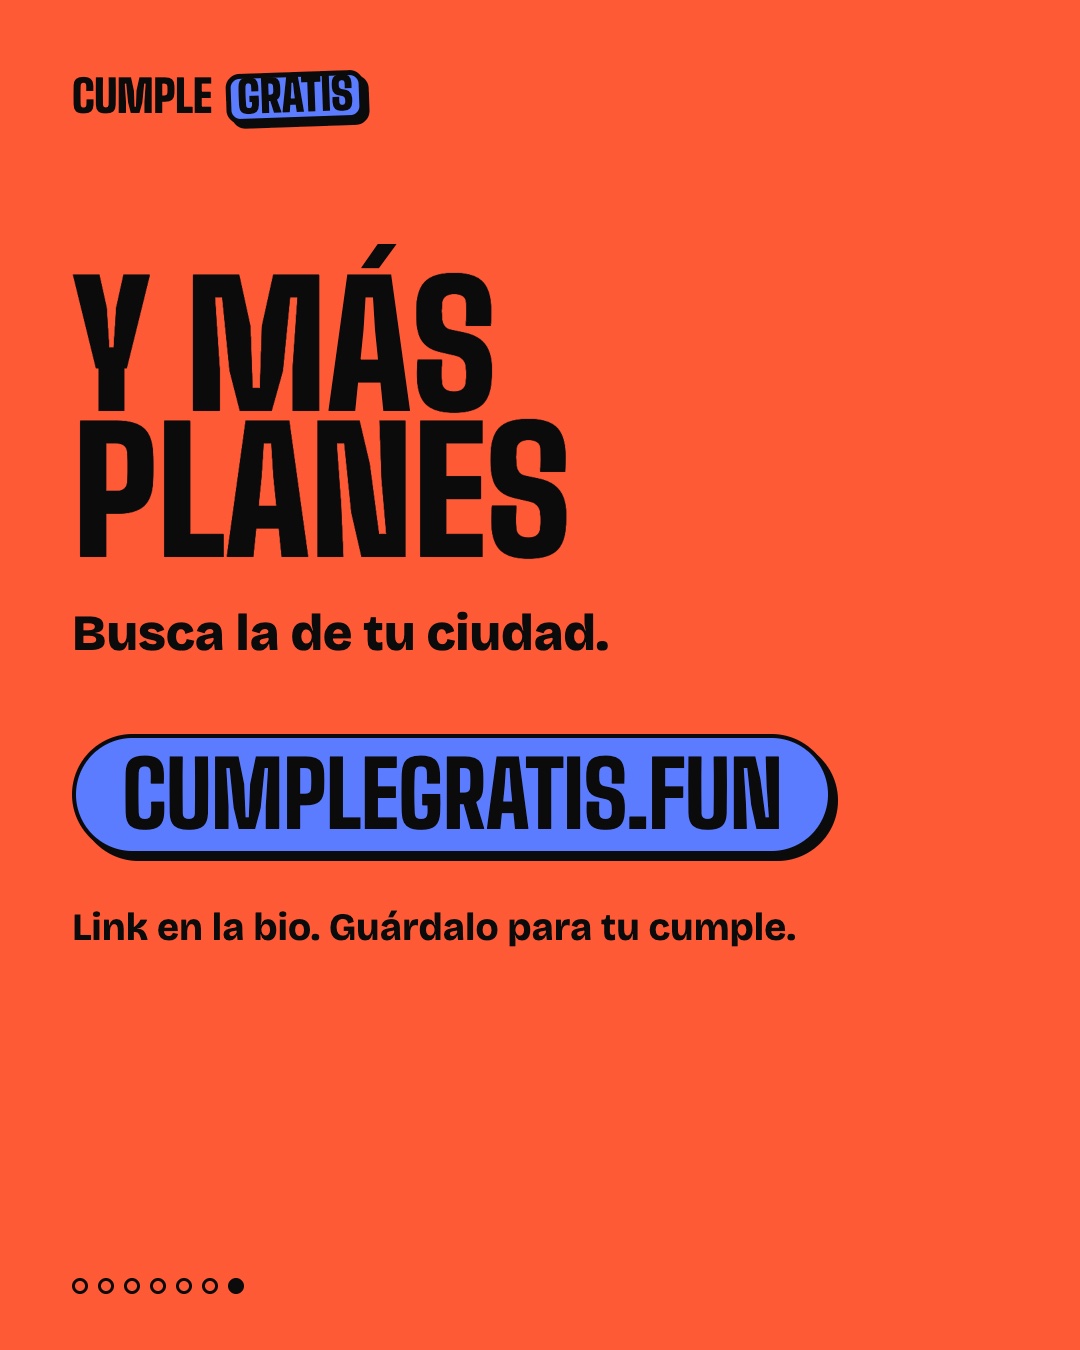 CUMPLE GRATIS
Y MÁS
PLANES
Busca la de tu ciudad.
CUMPLEGRATIS.FUN
Link en la bio. Guárdalo para tu cumple.